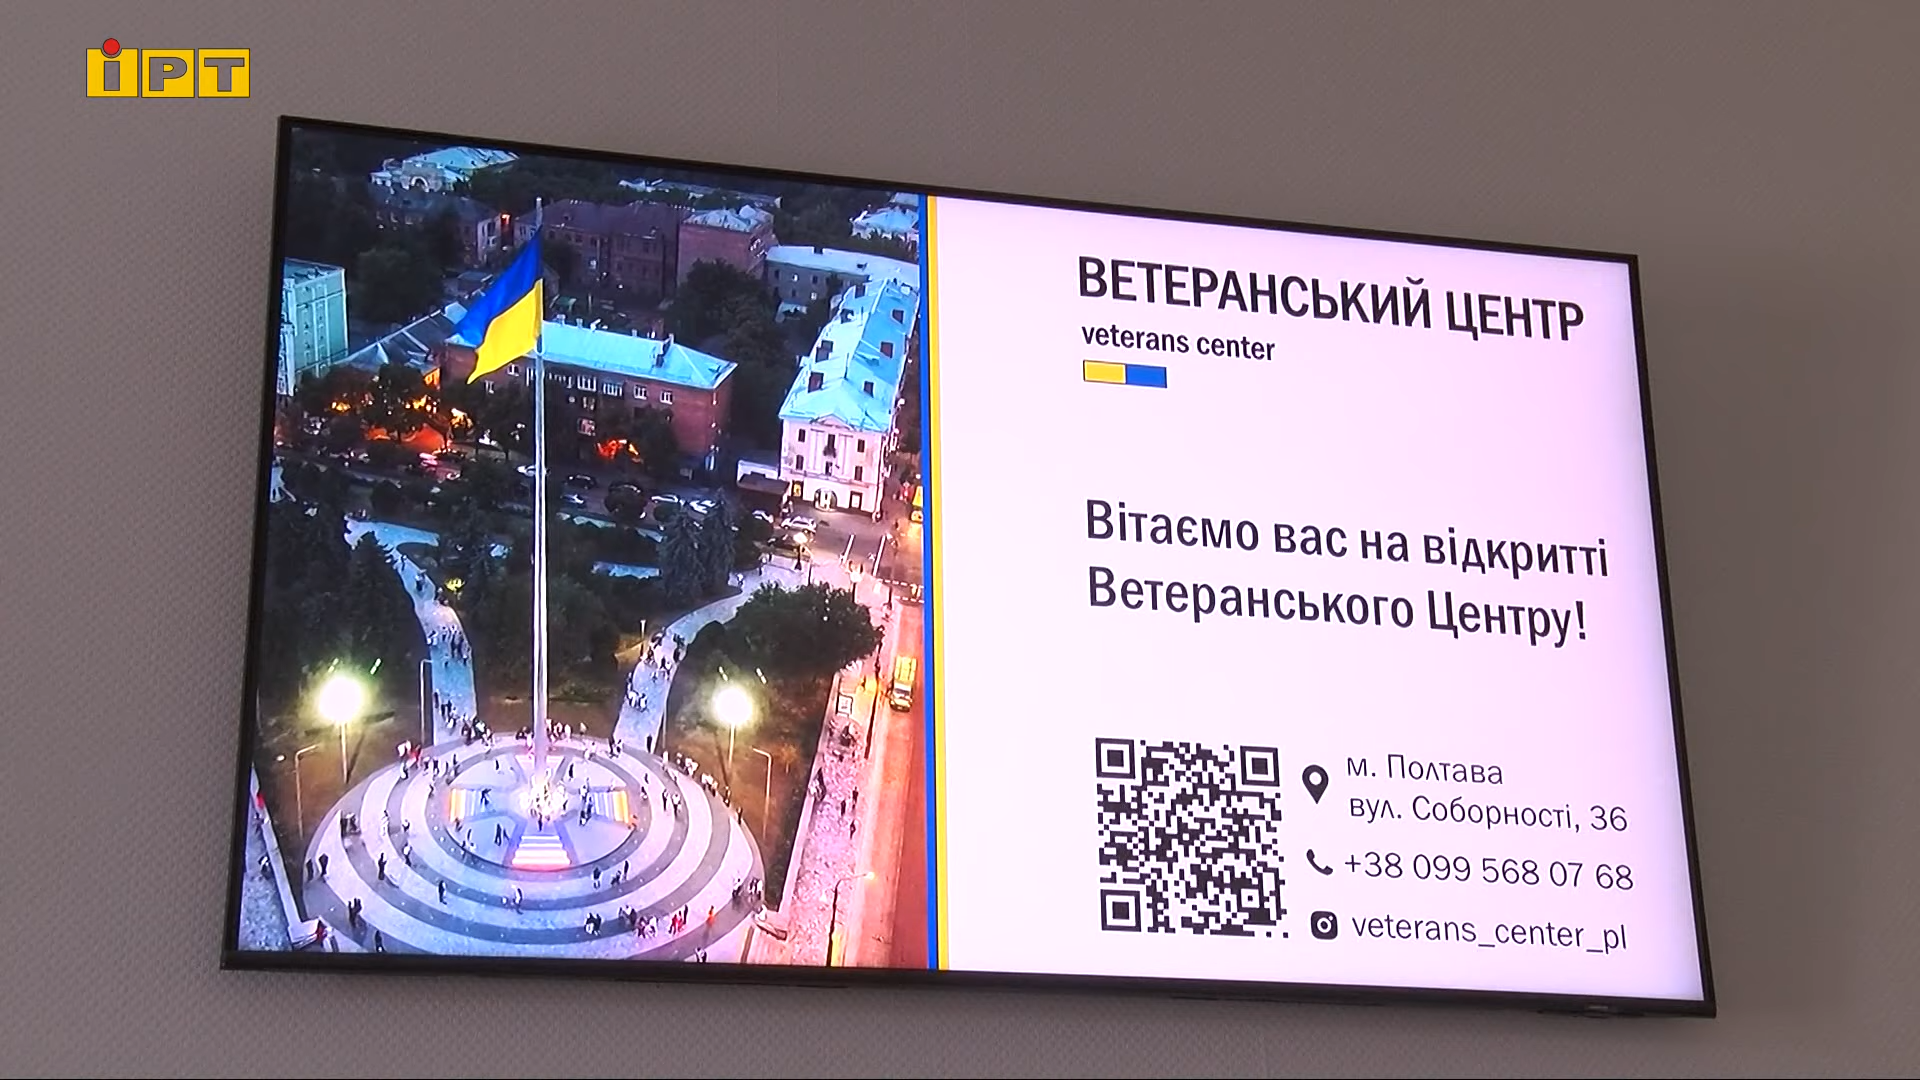 іРТ
ВЕТЕРАНСЬКИЙ ЦЕНТР
veterans center
Вітаємо вас на відкритті
Ветеранського Центру!
м. Полтава
вул. Соборності, 36
+38 099 568 07 68
veterans_center_pl